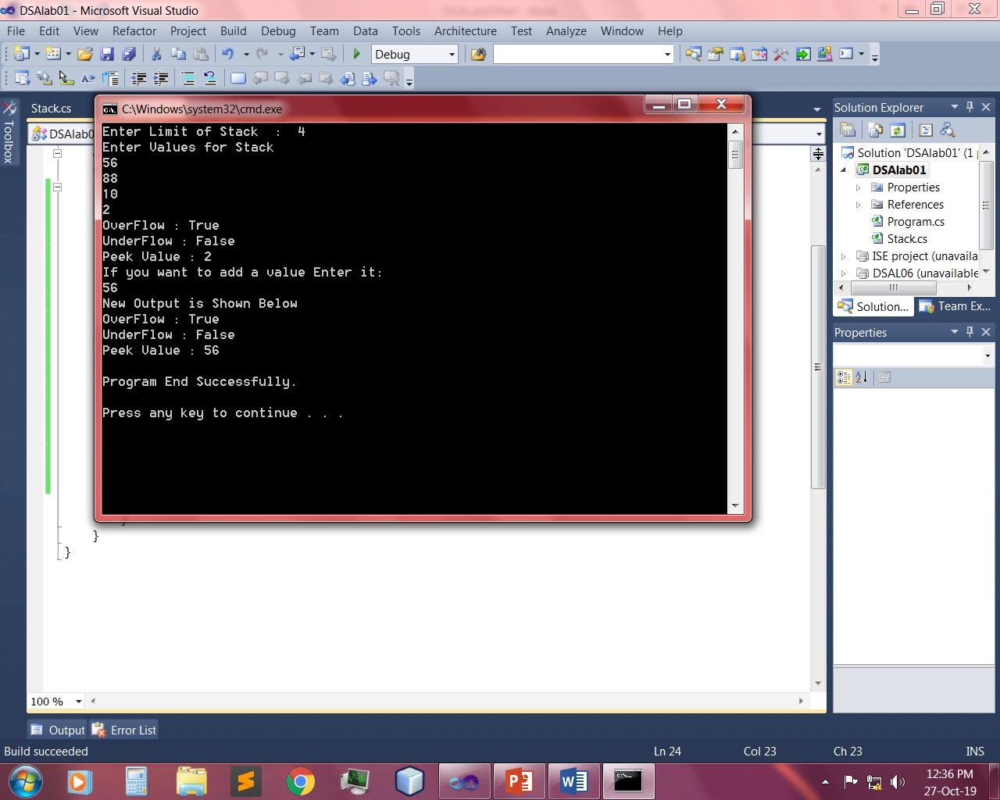 DSAlab01 - Microsoft Visual Studio
File Edit View Refactor Project Build Debug Team Data Tools Architecture Test Analyze Window Help
Debug
Toolbox
Stack.cs
DSAlab0
C:\Windows\system32\cmd.exe
Enter Limit of Stack  :  4
Enter Values for Stack
56
88
10
2
OverFlow : True
UnderFlow : False
Peek Value : 2
If you want to add a value Enter it:
56
New Output is Shown Below
OverFlow : True
UnderFlow : False
Peek Value : 56
Program End Successfully.
Press any key to continue . . .
}
}
100 %
Solution Explorer
Solution 'DSAlab01' (1
DSAlab01
Properties
References
Program.cs
Stack.cs
ISE project (unavaila
DSAL06 (unavailable
Solution... Team Ex...
Properties
Output Error List
Build succeeded Ln 24 Col 23 Ch 23 INS
12:36 PM
27-Oct-19